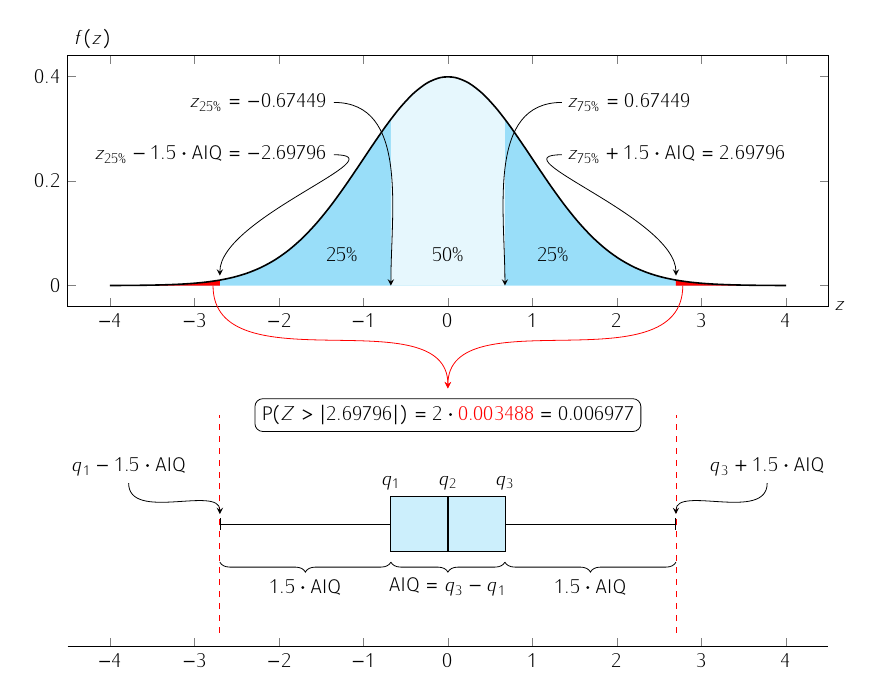 f(z)
0.4
z25% = −0.67449
z75% = 0.67449
z25% − 1.5 · AIQ = −2.69796
z75% + 1.5 · AIQ = 2.69796
0.2
25%
50%
25%
0
z
−4 −3 −2 −1 0 1 2 3 4
P(Z > |2.69796|) = 2 · 0.003488 = 0.006977
q1 − 1.5 · AIQ
q3 + 1.5 · AIQ
q1 q2 q3
1.5 · AIQ
AIQ = q3 − q1
1.5 · AIQ
−4 −3 −2 −1 0 1 2 3 4